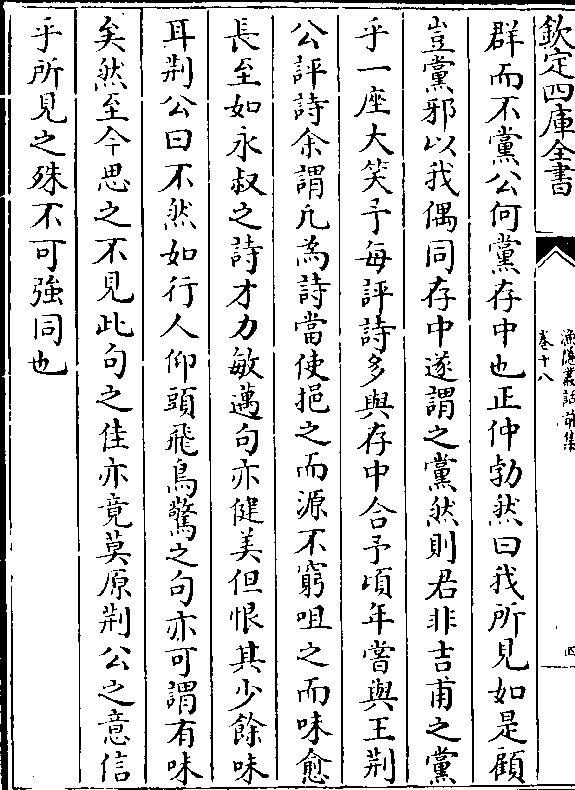 欽定四庫全書
漁隱叢話前集
卷十八
四
群而不黨公何黨存中也正仲勃然曰我所見如是顧
豈黨邪以我偶同存中遂謂之黨然則君非吉甫之黨
乎一座大笑予每評詩多與存中合予頃年嘗與王荆
公評詩余謂凡為詩當使挹之而源不窮咀之而味愈
長至如永叔之詩才力敏邁句亦健美但恨其少餘味
耳荆公曰不然如行人仰頭飛鳥驚之句亦可謂有味
矣然至今思之不見此句之佳亦竟莫原荆公之意信
乎所見之殊不可強同也